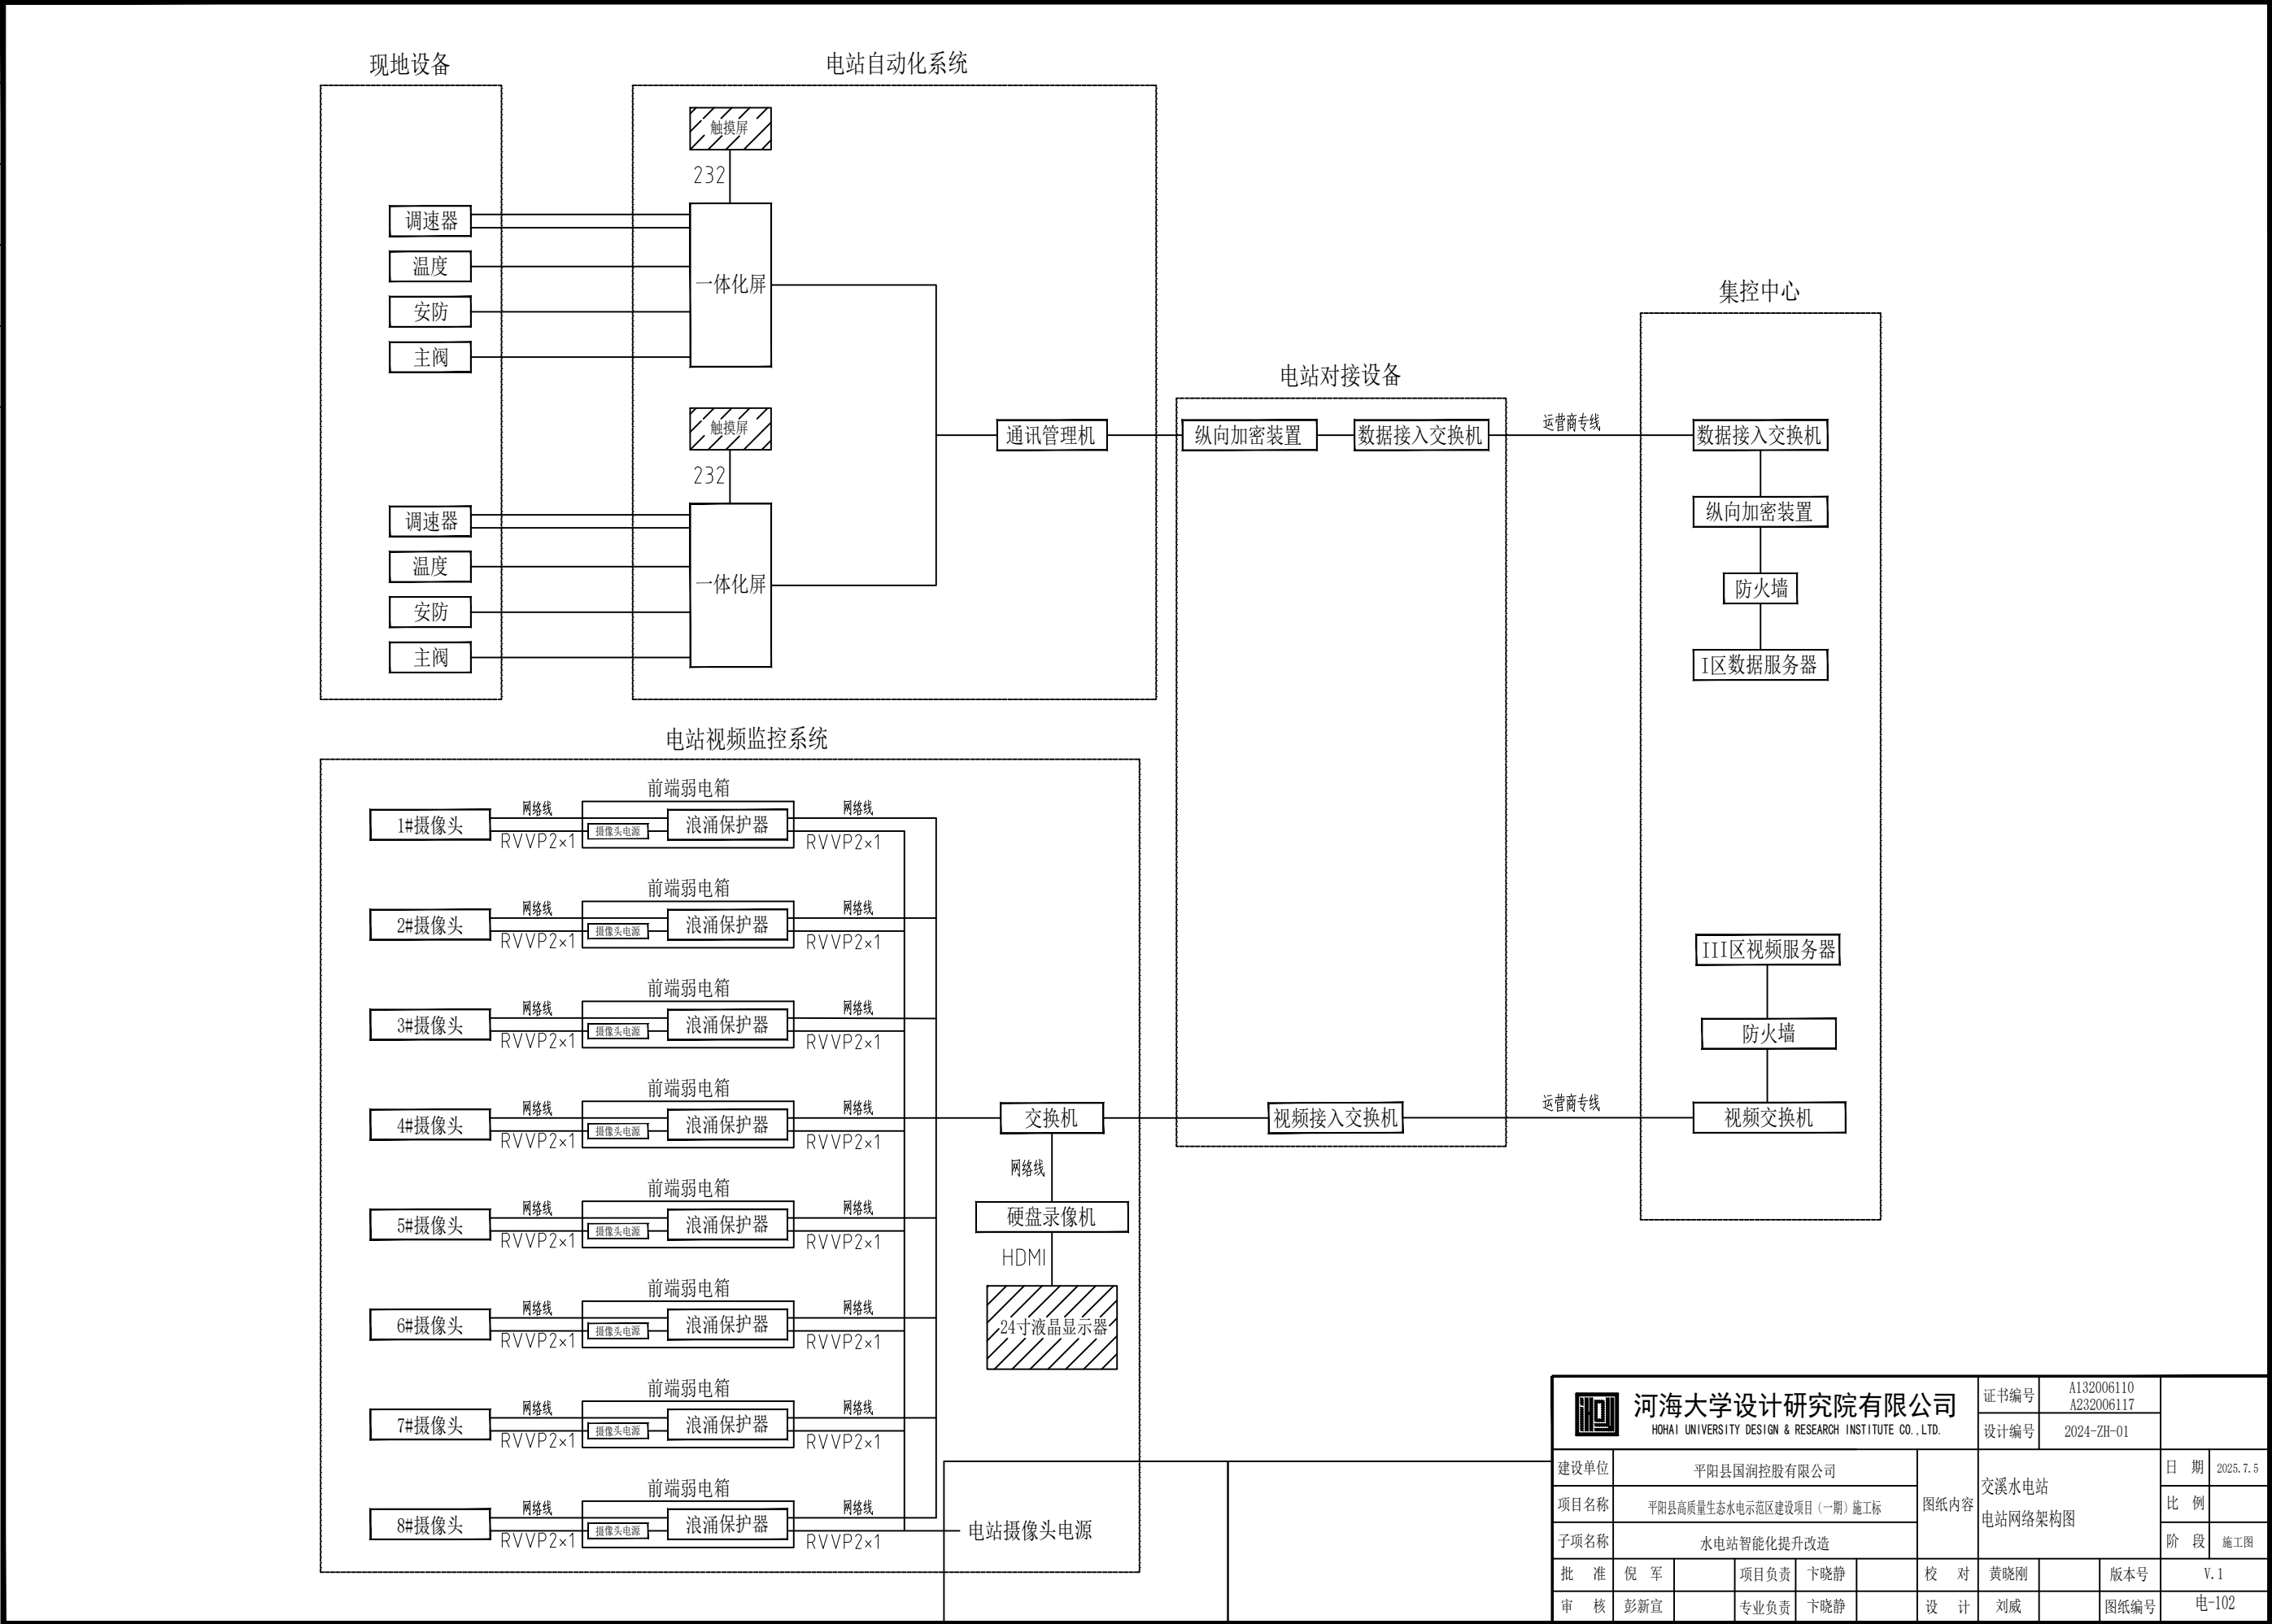 现地设备
电站自动化系统
触摸屏
232
调速器
温度
安防
主阀
一体化屏
触摸屏
232
调速器
温度
安防
主阀
一体化屏
通讯管理机
电站对接设备
纵向加密装置
数据接入交换机
运营商专线
集控中心
数据接入交换机
纵向加密装置
防火墙
I区数据服务器
III区视频服务器
防火墙
视频交换机
运营商专线
视频接入交换机
电站视频监控系统
前端弱电箱
1#摄像头
网络线
RVVP2×1
摄像头电源
浪涌保护器
网络线
RVVP2×1
前端弱电箱
2#摄像头
网络线
RVVP2×1
摄像头电源
浪涌保护器
网络线
RVVP2×1
前端弱电箱
3#摄像头
网络线
RVVP2×1
摄像头电源
浪涌保护器
网络线
RVVP2×1
前端弱电箱
4#摄像头
网络线
RVVP2×1
摄像头电源
浪涌保护器
网络线
RVVP2×1
前端弱电箱
5#摄像头
网络线
RVVP2×1
摄像头电源
浪涌保护器
网络线
RVVP2×1
前端弱电箱
6#摄像头
网络线
RVVP2×1
摄像头电源
浪涌保护器
网络线
RVVP2×1
前端弱电箱
7#摄像头
网络线
RVVP2×1
摄像头电源
浪涌保护器
网络线
RVVP2×1
前端弱电箱
8#摄像头
网络线
RVVP2×1
摄像头电源
浪涌保护器
网络线
RVVP2×1
电站摄像头电源
交换机
网络线
硬盘录像机
HDMI
24寸液晶显示器
河海大学设计研究院有限公司
HOHAI UNIVERSITY DESIGN & RESEARCH INSTITUTE CO.,LTD.
证书编号
A132006110
A232006117
设计编号
2024-ZH-01
建设单位
平阳县国润控股有限公司
项目名称
平阳县高质量生态水电示范区建设项目（一期）施工标
子项名称
水电站智能化提升改造
图纸内容
交溪水电站
电站网络架构图
日 期
2025.7.5
比 例
阶 段
施工图
批 准
倪 军
项目负责
卞晓静
校 对
黄晓刚
版本号
V.1
审 核
彭新宣
专业负责
卞晓静
设 计
刘威
图纸编号
电-102